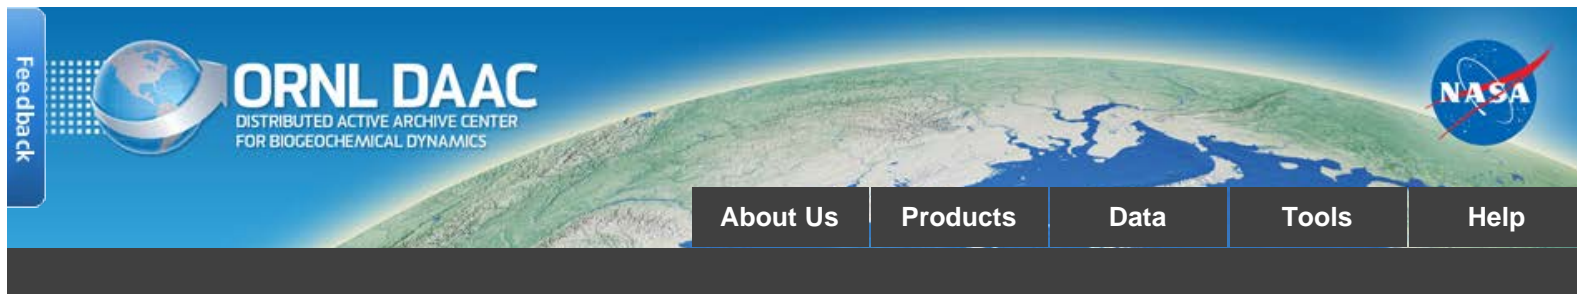 Feedback
ORNL DAAC
DISTRIBUTED ACTIVE ARCHIVE CENTER
FOR BIOGEOCHEMICAL DYNAMICS
NASA
About Us
Products
Data
Tools
Help